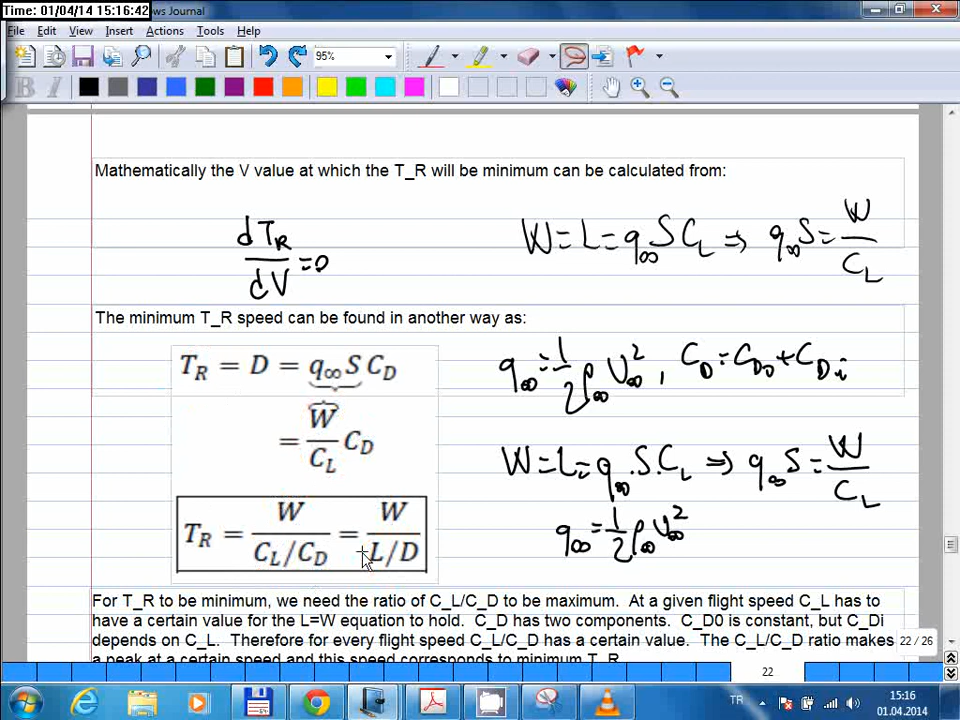 Time: 01/04/14 15:16:42
ows Journal
File Edit View Insert Actions Tools Help
95%
B I
Mathematically the V value at which the T_R will be minimum can be calculated from:
dT_R/dV = 0
W = L = q∞ S C_L ⇒ q∞ S = W/C_L
The minimum T_R speed can be found in another way as:
T_R = D = q∞ S C_D
= W/C_L C_D
T_R = W/(C_L/C_D) = W/(L/D)
q∞ = 1/2 ρ∞ V∞², C_D = C_D0 + C_Di
W = L = q∞ . S . C_L ⇒ q∞ S = W/C_L
q∞ = 1/2 ρ∞ V∞²
For T_R to be minimum, we need the ratio of C_L/C_D to be maximum. At a given flight speed C_L has to
have a certain value for the L=W equation to hold. C_D has two components. C_D0 is constant, but C_Di
depends on C_L. Therefore for every flight speed C_L/C_D has a certain value. The C_L/C_D ratio makes
a peak at a certain speed and this speed corresponds to minimum T_R.
22 / 26
22
TR
15:16
01.04.2014